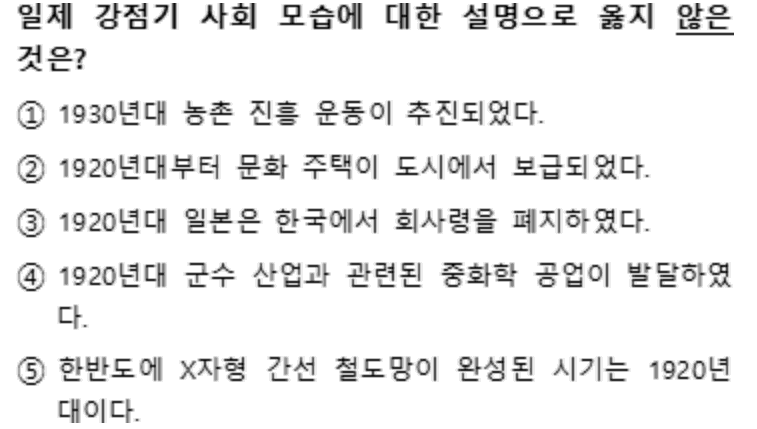 일제 강점기 사회 모습에 대한 설명으로 옳지 않은
것은?
① 1930년대 농촌 진흥 운동이 추진되었다.
② 1920년대부터 문화 주택이 도시에서 보급되었다.
③ 1920년대 일본은 한국에서 회사령을 폐지하였다.
④ 1920년대 군수 산업과 관련된 중화학 공업이 발달하였
다.
⑤ 한반도에 X자형 간선 철도망이 완성된 시기는 1920년
대이다.